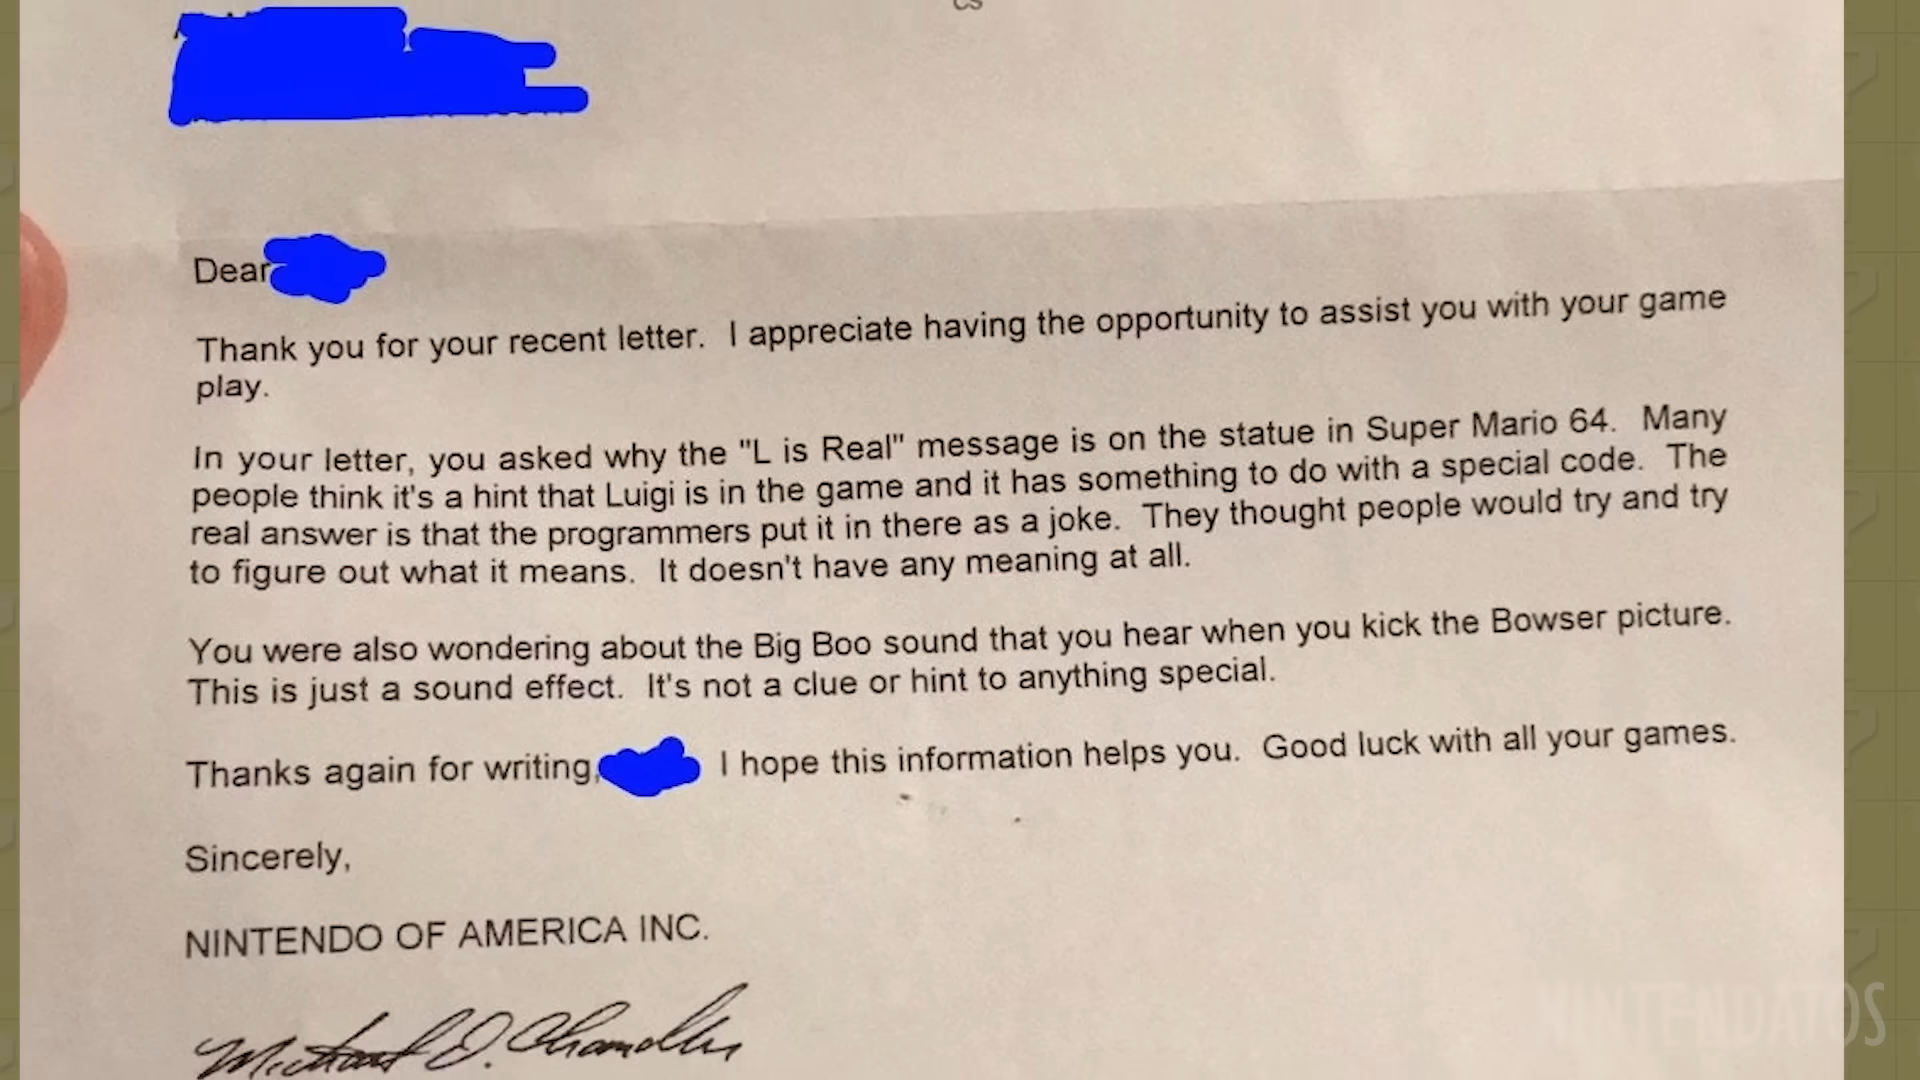 Dear
Thank you for your recent letter. I appreciate having the opportunity to assist you with your game
play.
In your letter, you asked why the "L is Real" message is on the statue in Super Mario 64. Many
people think it's a hint that Luigi is in the game and it has something to do with a special code. The
real answer is that the programmers put it in there as a joke. They thought people would try and try
to figure out what it means. It doesn't have any meaning at all.
You were also wondering about the Big Boo sound that you hear when you kick the Bowser picture.
This is just a sound effect. It's not a clue or hint to anything special.
Thanks again for writing, I hope this information helps you. Good luck with all your games.
Sincerely,
NINTENDO OF AMERICA INC.
Michael D. Chandler
NINTENDATOS